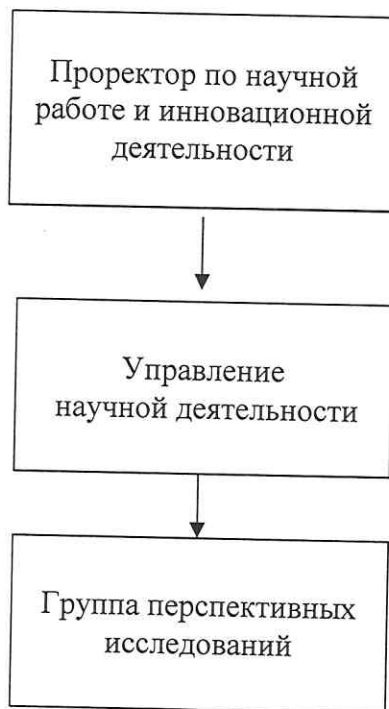 Проректор по научной
работе и инновационной
деятельности
Управление
научной деятельности
Группа перспективных
исследований